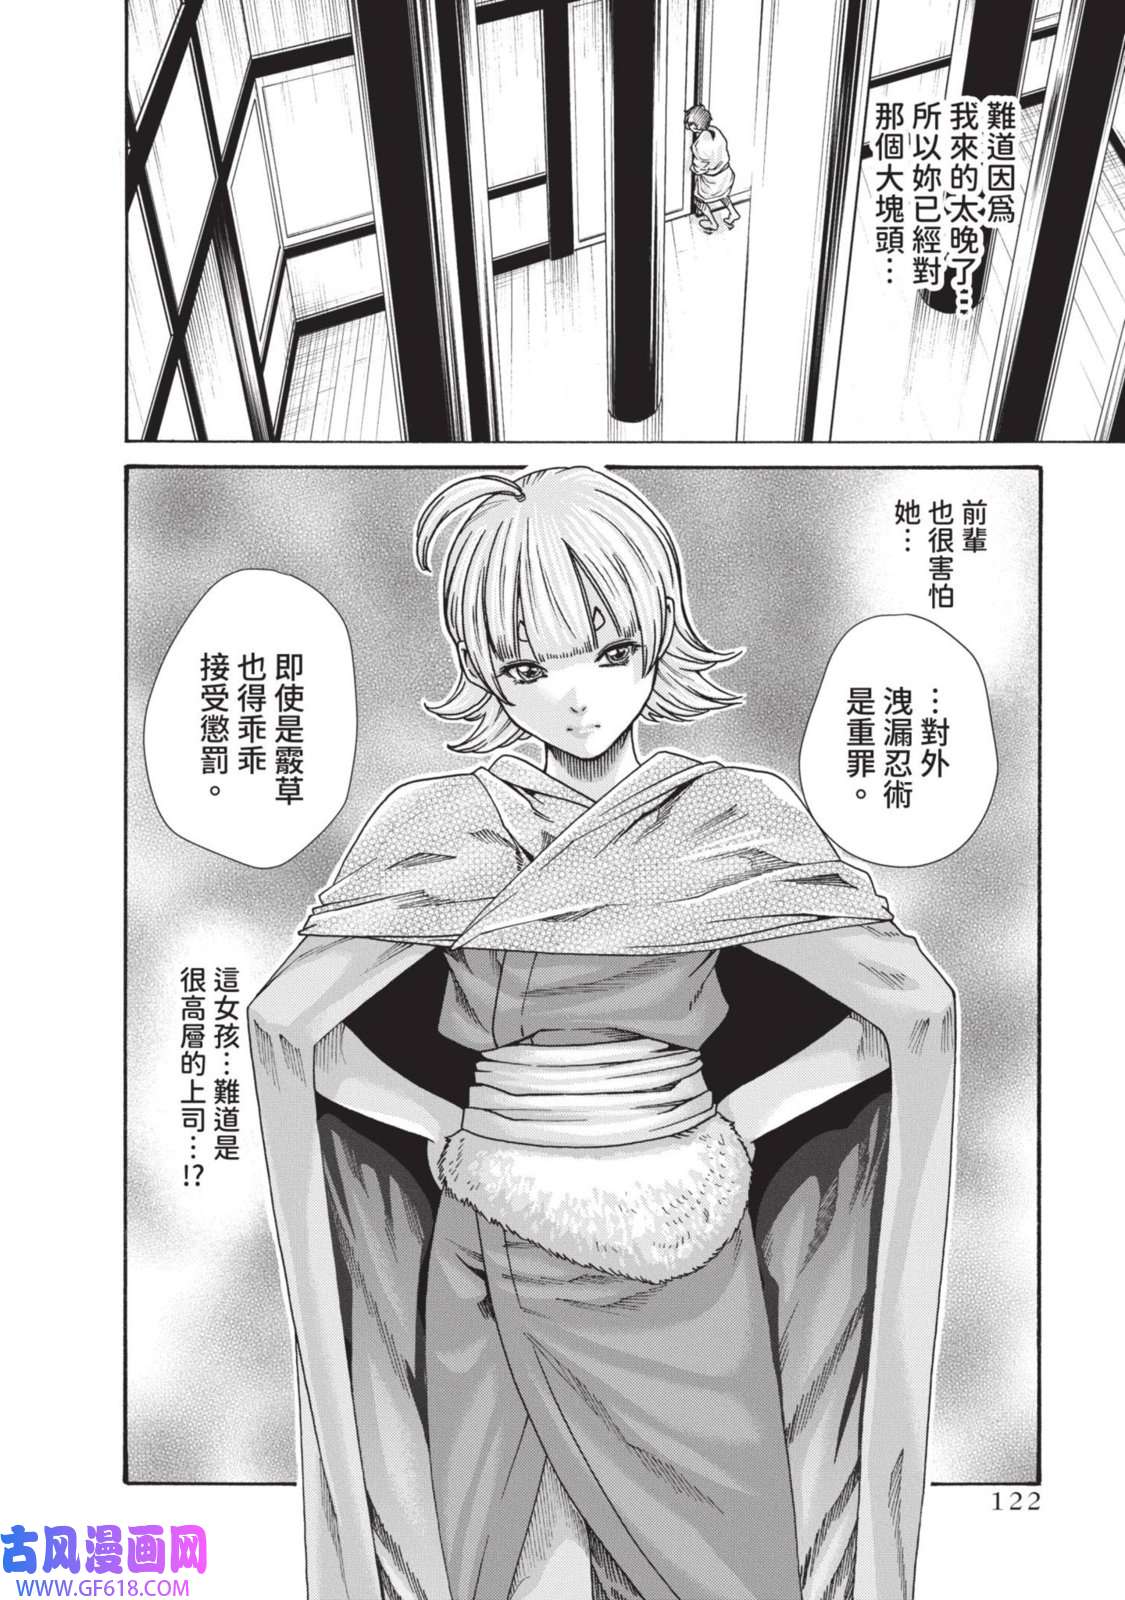 難道因爲
我來的太晚了…
所以妳已經對
那個大塊頭…
前輩
也很害怕
她…
…對外
洩漏忍術
是重罪。
即使是霰草
也得乖乖
接受懲罰。
這女孩…難道是
很高層的上司…!?
122
古风漫画网
WWW.GF618.COM